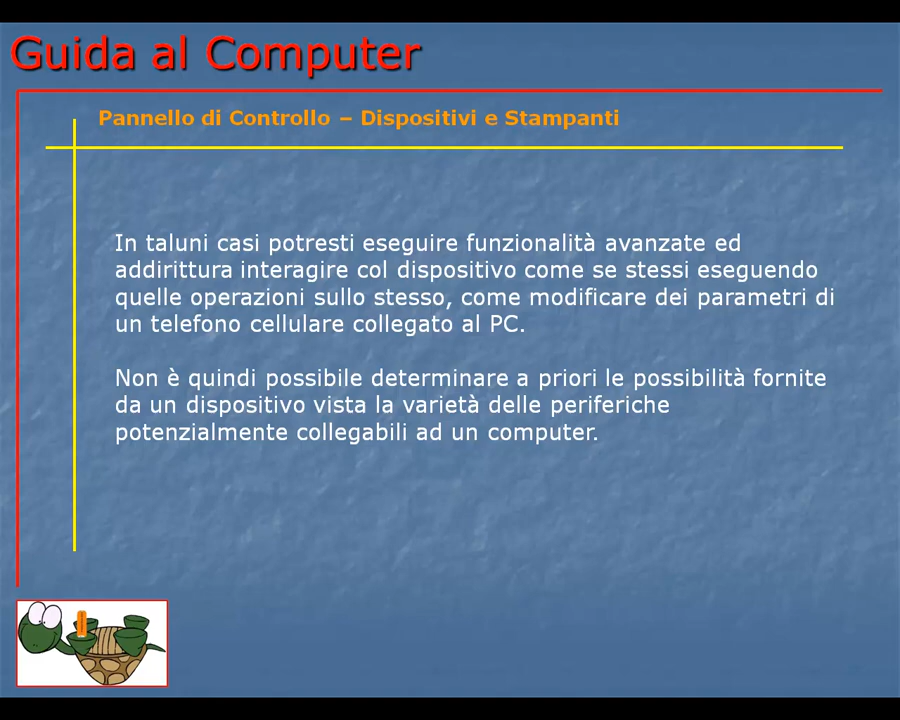 Guida al Computer
Pannello di Controllo – Dispositivi e Stampanti
In taluni casi potresti eseguire funzionalità avanzate ed
addirittura interagire col dispositivo come se stessi eseguendo
quelle operazioni sullo stesso, come modificare dei parametri di
un telefono cellulare collegato al PC.
Non è quindi possibile determinare a priori le possibilità fornite
da un dispositivo vista la varietà delle periferiche
potenzialmente collegabili ad un computer.